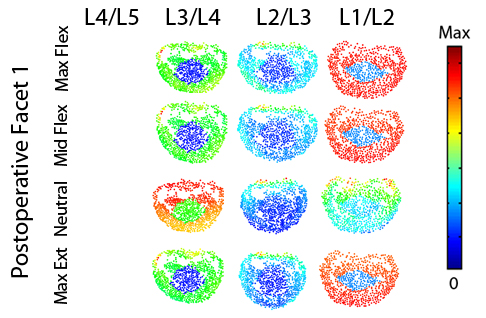 L4/L5 L3/L4 L2/L3 L1/L2
Max
Postoperative Facet 1
Max Flex
Mid Flex
Neutral
Max Ext
0